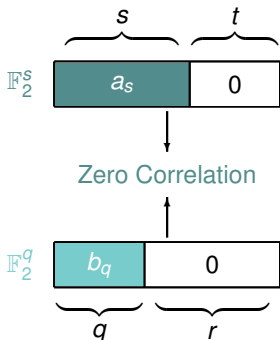 s t
𝔽₂ˢ aₛ 0
Zero Correlation
𝔽₂^q b_q 0
q r